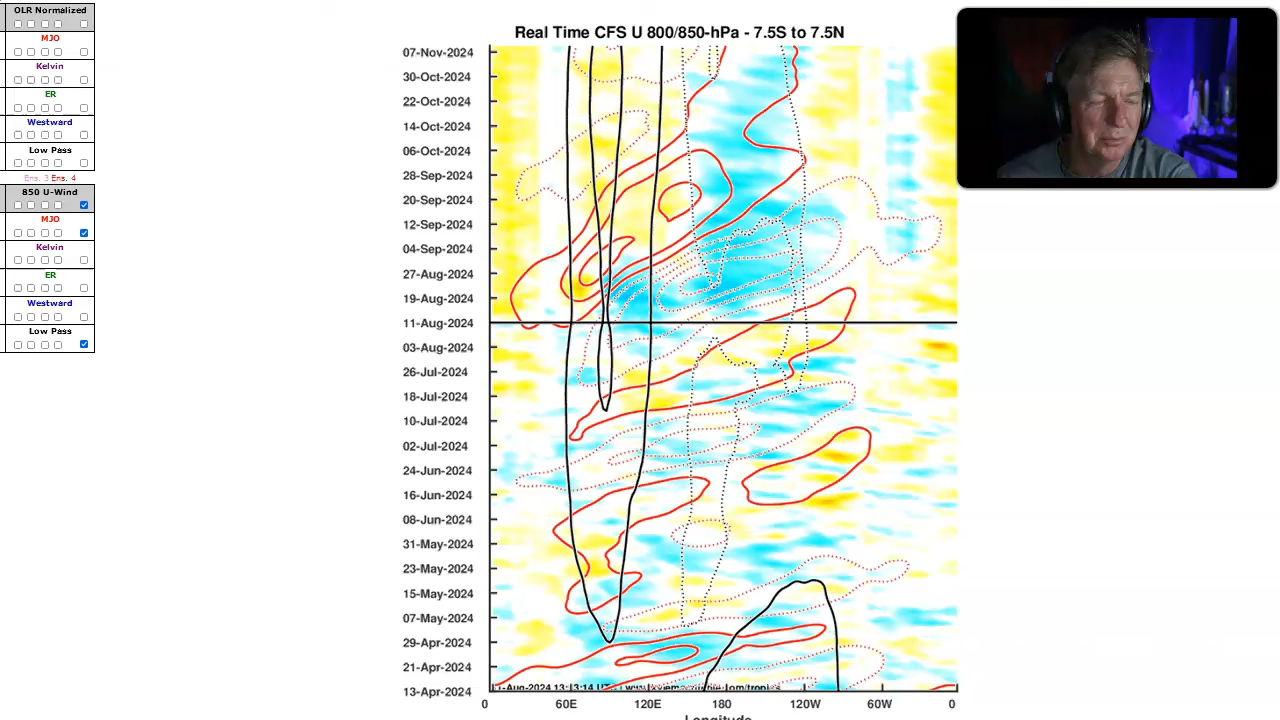 OLR Normalized
MJO
Kelvin
ER
Westward
Low Pass
Ens. 3 Ens. 4
850 U-Wind
MJO
Kelvin
ER
Westward
Low Pass
Real Time CFS U 800/850-hPa - 7.5S to 7.5N
07-Nov-2024
30-Oct-2024
22-Oct-2024
14-Oct-2024
06-Oct-2024
28-Sep-2024
20-Sep-2024
12-Sep-2024
04-Sep-2024
27-Aug-2024
19-Aug-2024
11-Aug-2024
03-Aug-2024
26-Jul-2024
18-Jul-2024
10-Jul-2024
02-Jul-2024
24-Jun-2024
16-Jun-2024
08-Jun-2024
31-May-2024
23-May-2024
15-May-2024
07-May-2024
29-Apr-2024
21-Apr-2024
13-Apr-2024
0 60E 120E 180 120W 60W 0
Longitude